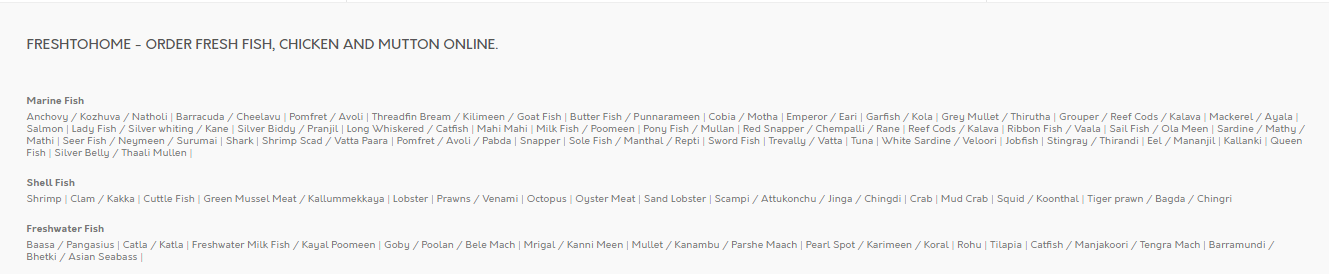 FRESHTOHOME - ORDER FRESH FISH, CHICKEN AND MUTTON ONLINE.
Marine Fish
Anchovy / Kozhuva / Natholi | Barracuda / Cheelavu | Pomfret / Avoli | Threadfin Bream / Kilimeen / Goat Fish | Butter Fish / Punnarameen | Cobia / Motha | Emperor / Eari | Garfish / Kola | Grey Mullet / Thirutha | Grouper / Reef Cods / Kalava | Mackerel / Ayala |
Salmon | Lady Fish / Silver whiting / Kane | Silver Biddy / Pranjil | Long Whiskered / Catfish | Mahi Mahi | Milk Fish / Poomeen | Pony Fish / Mullan | Red Snapper / Chempalli / Rane | Reef Cods / Kalava | Ribbon Fish / Vaala | Sail Fish / Ola Meen | Sardine / Mathy /
Mathi | Seer Fish / Neymeen / Surumai | Shark | Shrimp Scad / Vatta Paara | Pomfret / Avoli / Pabda | Snapper | Sole Fish / Manthal / Repti | Sword Fish | Trevally / Vatta | Tuna | White Sardine / Veloori | Jobfish | Stingray / Thirandi | Eel / Mananjil | Kallanki | Queen
Fish | Silver Belly / Thaali Mullen |
Shell Fish
Shrimp | Clam / Kakka | Cuttle Fish | Green Mussel Meat / Kallummekkaya | Lobster | Prawns / Venami | Octopus | Oyster Meat | Sand Lobster | Scampi / Attukonchu / Jinga / Chingdi | Crab | Mud Crab | Squid / Koonthal | Tiger prawn / Bagda / Chingri
Freshwater Fish
Baasa / Pangasius | Catla / Katla | Freshwater Milk Fish / Kayal Poomeen | Goby / Poolan / Bele Mach | Mrigal / Kanni Meen | Mullet / Kanambu / Parshe Maach | Pearl Spot / Karimeen / Koral | Rohu | Tilapia | Catfish / Manjakoori / Tengra Mach | Barramundi /
Bhetki / Asian Seabass |